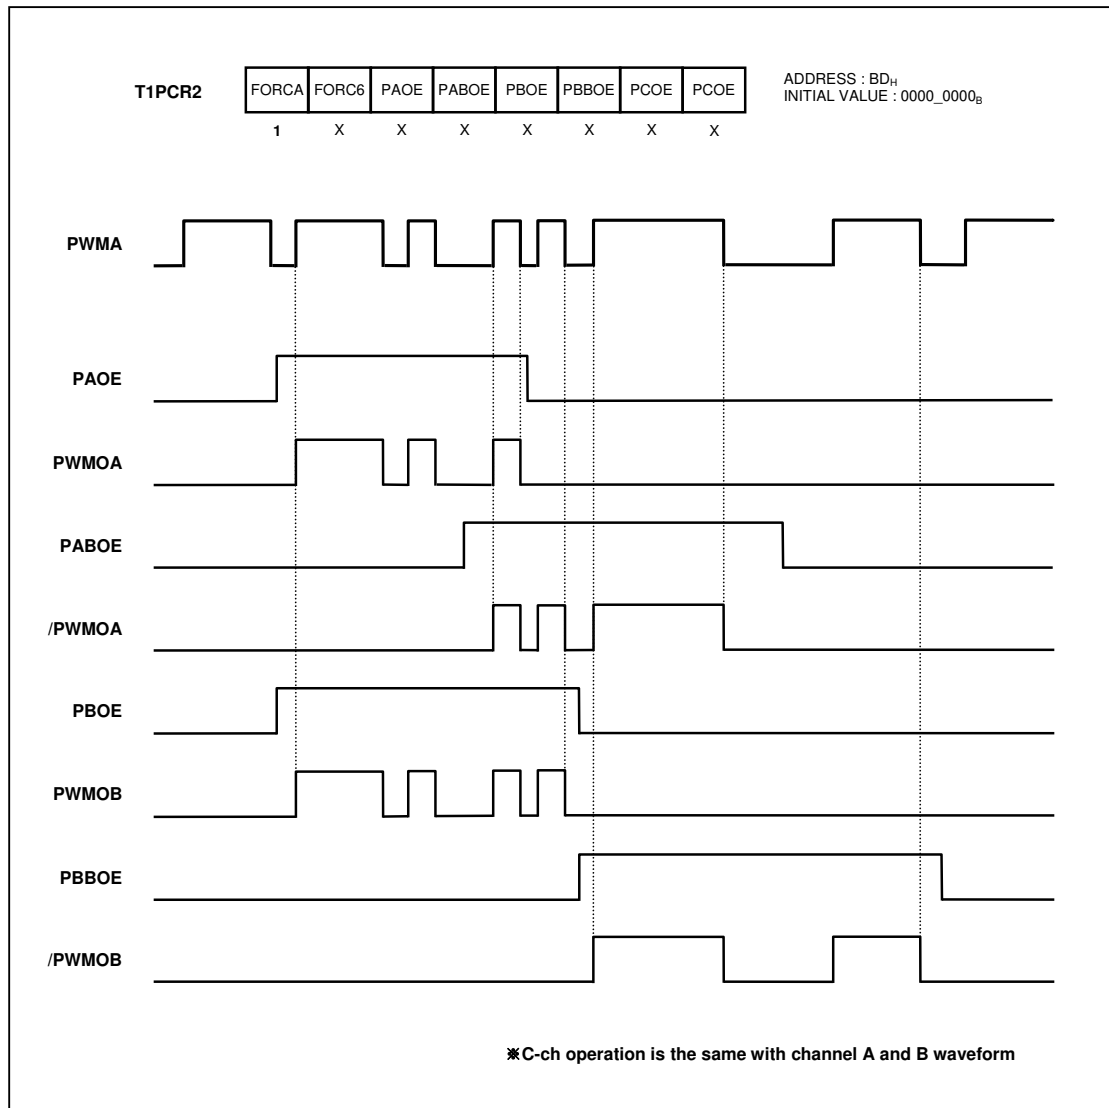 T1PCR2 FORCA FORC6 PAOE PABOE PBOE PBBOE PCOE PCOE ADDRESS : BDH
INITIAL VALUE : 0000_0000B
1 X X X X X X X
PWMA
PAOE
PWMOA
PABOE
/PWMOA
PBOE
PWMOB
PBBOE
/PWMOB
※C-ch operation is the same with channel A and B waveform